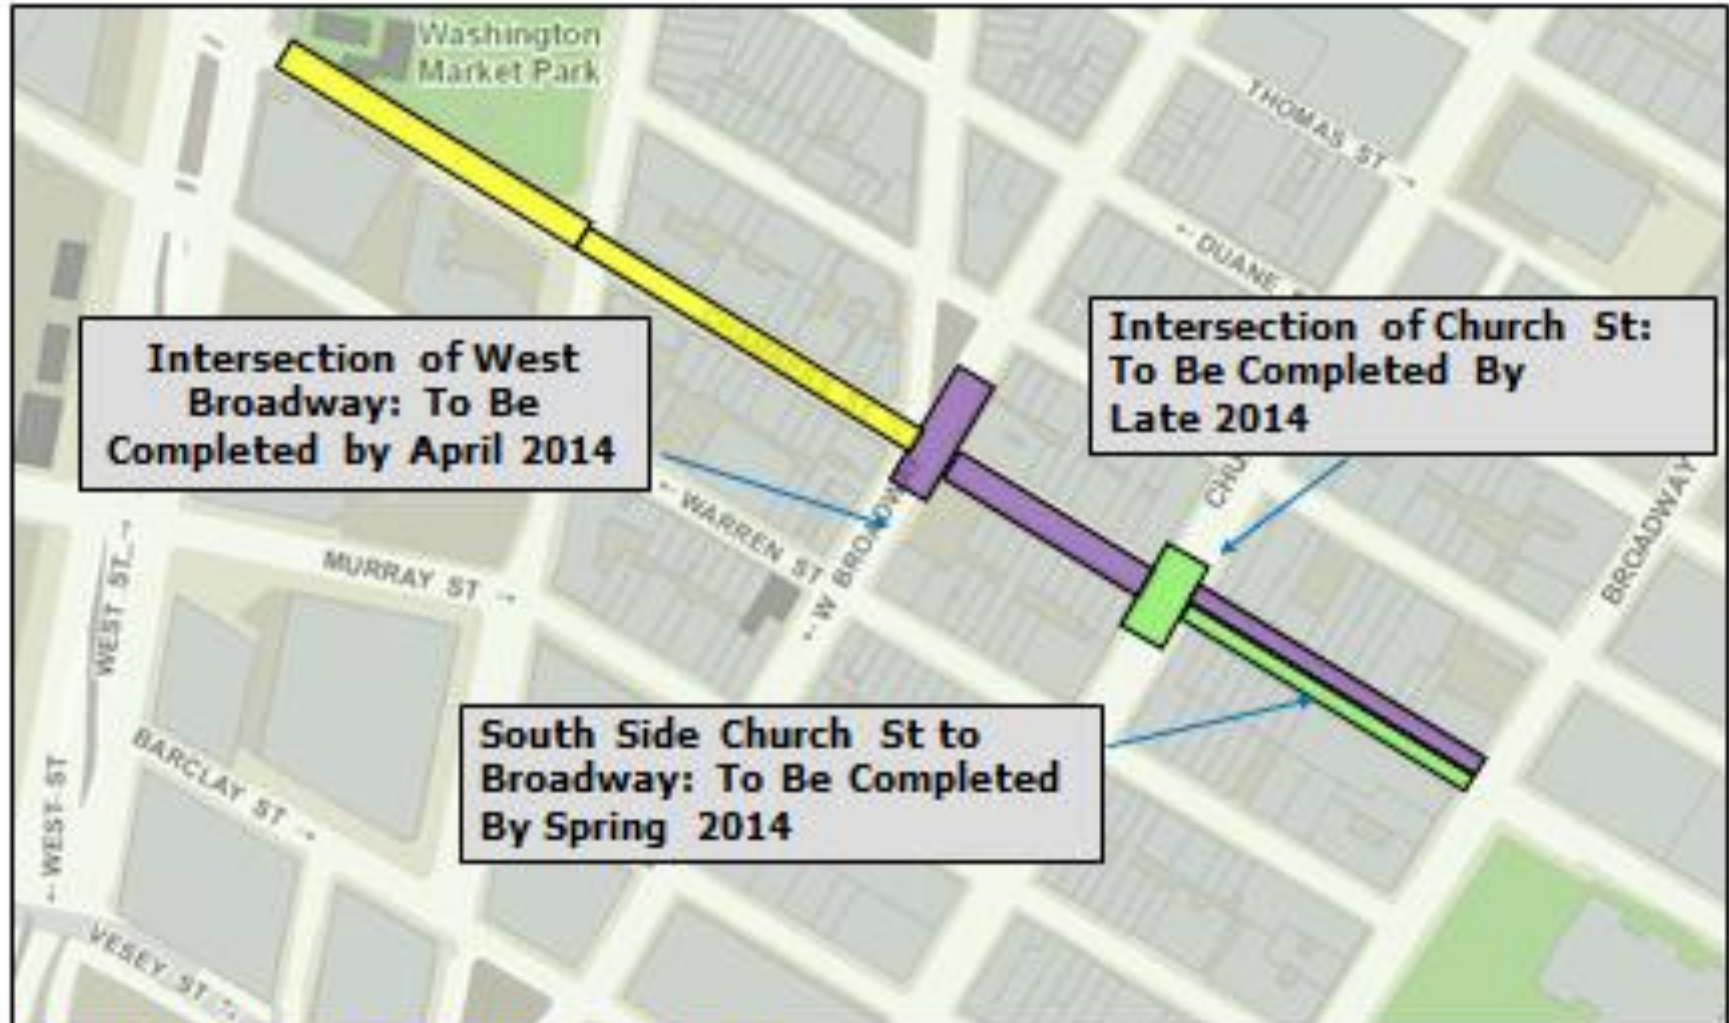 Washington
Market Park
THOMAS ST →
← DUANE
Intersection of West
Broadway: To Be
Completed by April 2014
Intersection of Church St:
To Be Completed By
Late 2014
CHU
BROADWAY
← WARREN ST
← W BROADW
MURRAY ST →
WEST ST →
South Side Church St to
Broadway: To Be Completed
By Spring 2014
BARCLAY ST →
← WEST ST
VESEY ST